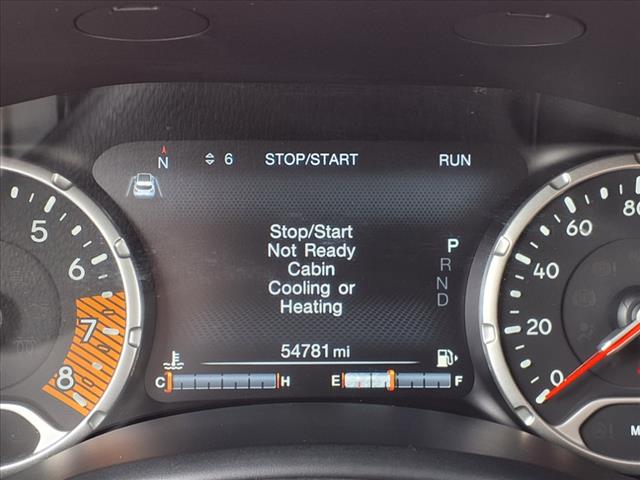 N 6 STOP/START RUN
Stop/Start
Not Ready
Cabin
Cooling or
Heating
P
R
N
D
54781 mi
C H E F
5
6
7
8
0
20
40
60
80
M